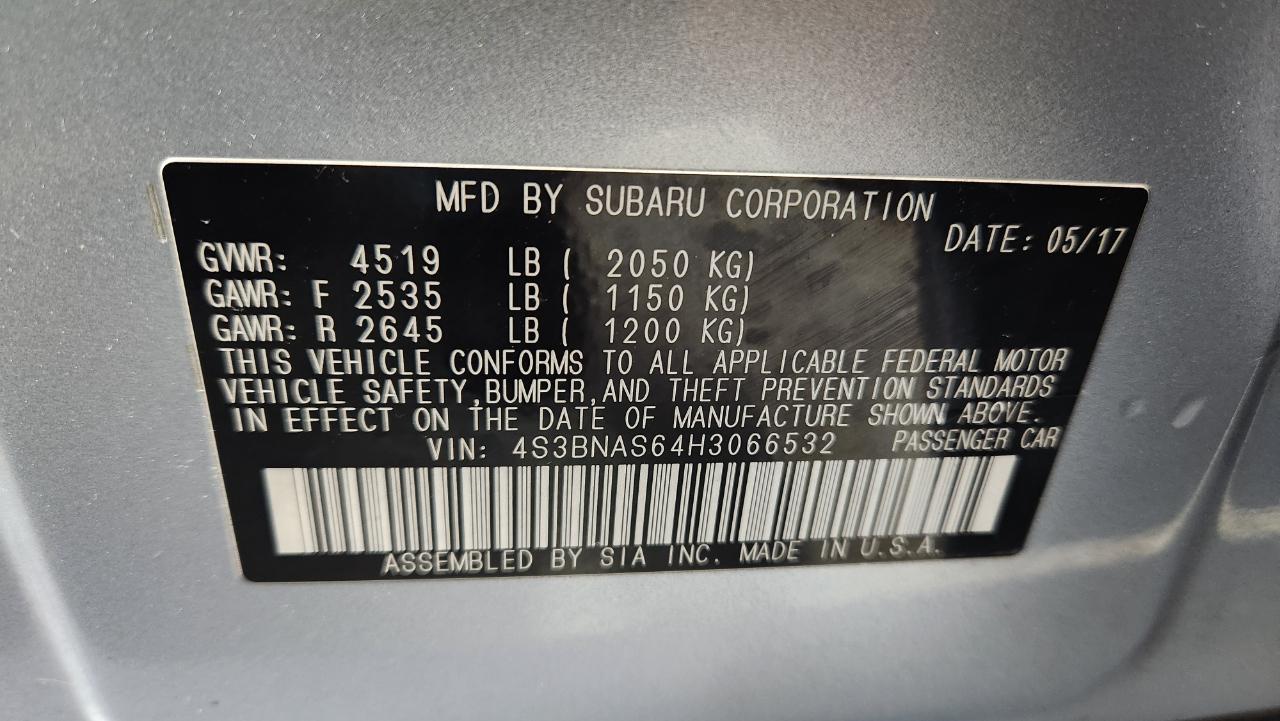 MFD BY SUBARU CORPORATION
DATE: 05/17
GVWR: 4519 LB ( 2050 KG)
GAWR: F 2535 LB ( 1150 KG)
GAWR: R 2645 LB ( 1200 KG)
THIS VEHICLE CONFORMS TO ALL APPLICABLE FEDERAL MOTOR
VEHICLE SAFETY,BUMPER,AND THEFT PREVENTION STANDARDS
IN EFFECT ON THE DATE OF MANUFACTURE SHOWN ABOVE.
VIN: 4S3BNAS64H3066532 PASSENGER CAR
ASSEMBLED BY SIA INC. MADE IN U.S.A.